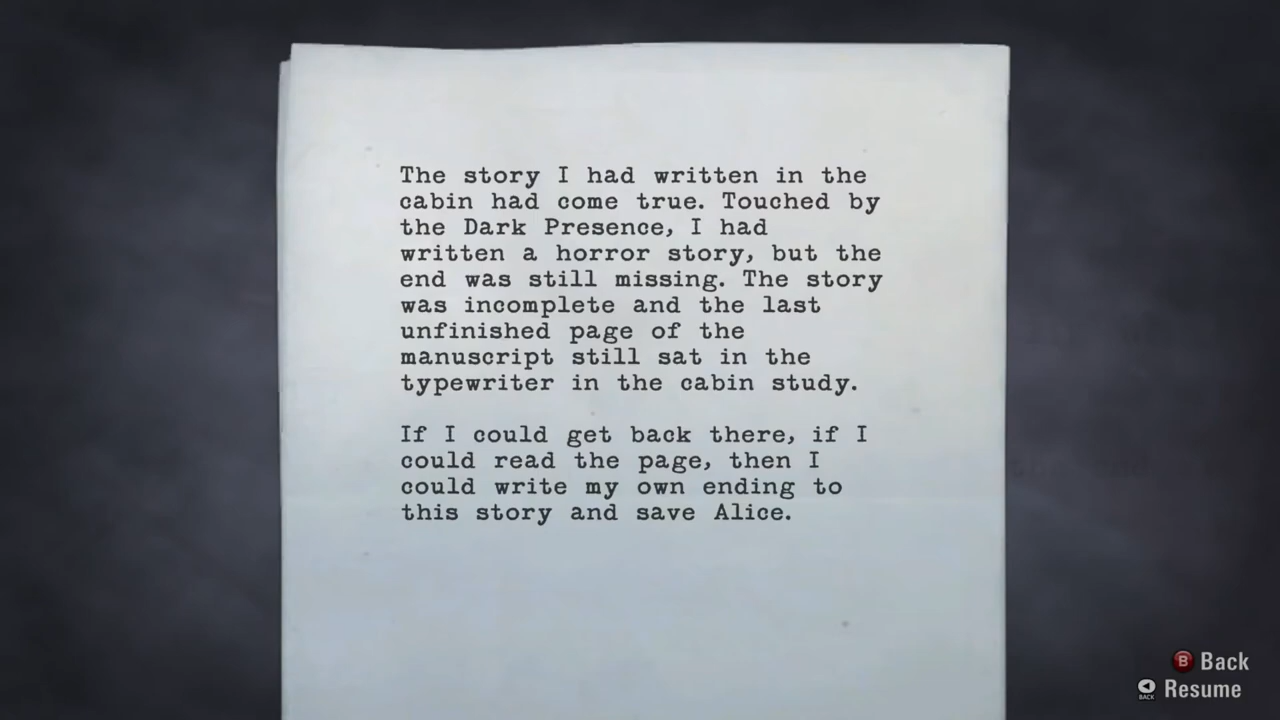 The story I had written in the
cabin had come true. Touched by
the Dark Presence, I had
written a horror story, but the
end was still missing. The story
was incomplete and the last
unfinished page of the
manuscript still sat in the
typewriter in the cabin study.
If I could get back there, if I
could read the page, then I
could write my own ending to
this story and save Alice.
B Back
BACK Resume